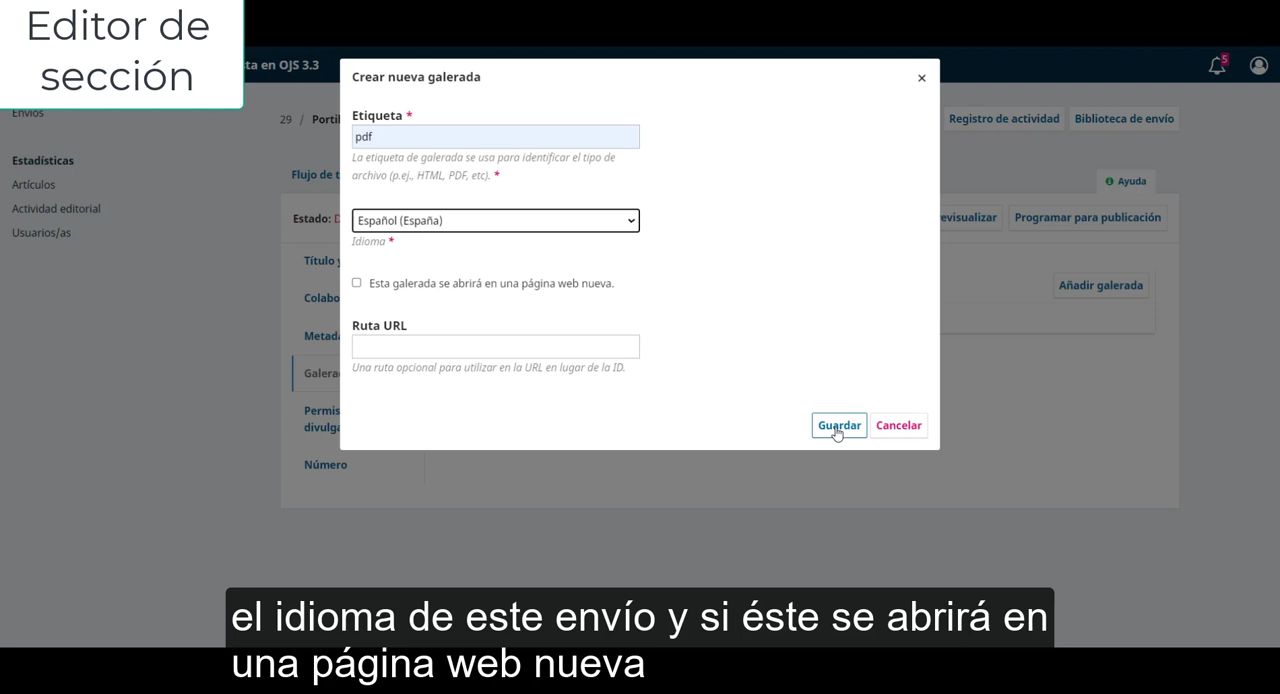 Editor de
sección
ta en OJS 3.3
5
Envíos
Estadísticas
Artículos
Actividad editorial
Usuarios/as
29 / Portil
Registro de actividad
Biblioteca de envío
Flujo de t
Ayuda
Estado: D
revisualizar
Programar para publicación
Título y
Colabo
Metada
Galera
Permis
divulga
Número
Añadir galerada
Crear nueva galerada
×
Etiqueta *
pdf
La etiqueta de galerada se usa para identificar el tipo de
archivo (p.ej., HTML, PDF, etc). *
Español (España)
Idioma *
Esta galerada se abrirá en una página web nueva.
Ruta URL
Una ruta opcional para utilizar en la URL en lugar de la ID.
Guardar
Cancelar
el idioma de este envío y si éste se abrirá en
una página web nueva